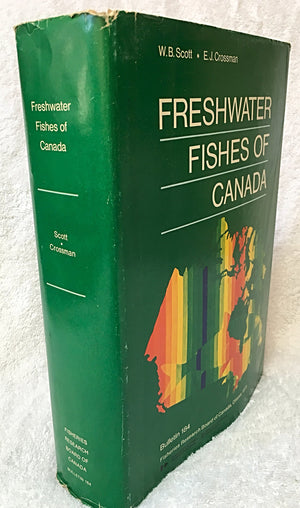 Freshwater
Fishes of
Canada
Scott
•
Crossman
FISHERIES
RESEARCH
BOARD OF
CANADA
BULLETIN 184
W.B. Scott • E.J. Crossman
FRESHWATER
FISHES OF
CANADA
Bulletin 184
Fisheries Research Board of Canada, Ottawa